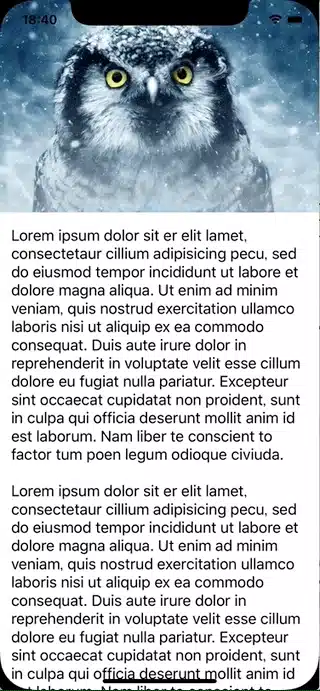 18:40
Lorem ipsum dolor sit er elit lamet,
consectetaur cillium adipisicing pecu, sed
do eiusmod tempor incididunt ut labore et
dolore magna aliqua. Ut enim ad minim
veniam, quis nostrud exercitation ullamco
laboris nisi ut aliquip ex ea commodo
consequat. Duis aute irure dolor in
reprehenderit in voluptate velit esse cillum
dolore eu fugiat nulla pariatur. Excepteur
sint occaecat cupidatat non proident, sunt
in culpa qui officia deserunt mollit anim id
est laborum. Nam liber te conscient to
factor tum poen legum odioque civiuda.
Lorem ipsum dolor sit er elit lamet,
consectetaur cillium adipisicing pecu, sed
do eiusmod tempor incididunt ut labore et
dolore magna aliqua. Ut enim ad minim
veniam, quis nostrud exercitation ullamco
laboris nisi ut aliquip ex ea commodo
consequat. Duis aute irure dolor in
reprehenderit in voluptate velit esse cillum
dolore eu fugiat nulla pariatur. Excepteur
sint occaecat cupidatat non proident, sunt
in culpa qui officia deserunt mollit anim id